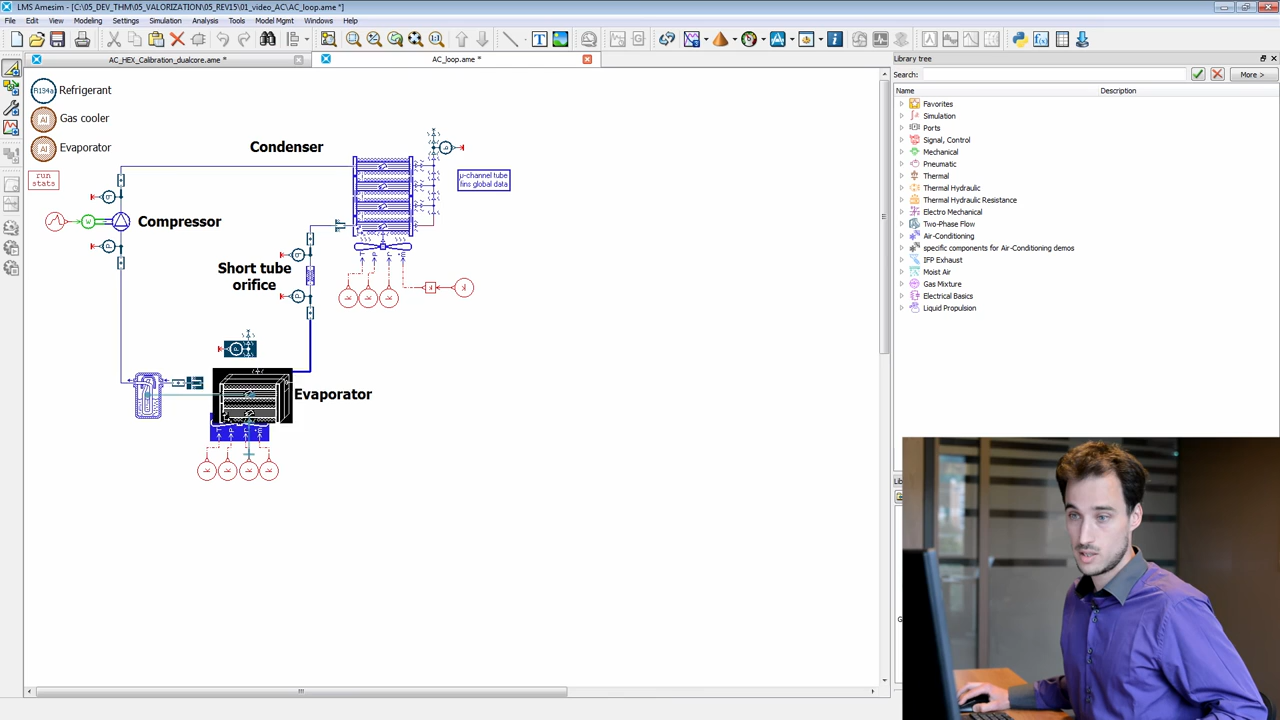 LMS Amesim - [C:\05_DEV_THM\05_VALORIZATION\05_REV15\01_video_AC\AC_loop.ame *]
File Edit View Modeling Settings Simulation Analysis Tools Model Mgmt Windows Help
AC_HEX_Calibration_dualcore.ame * AC_loop.ame *
Library tree
Search: More >
Name Description
Favorites
Simulation
Ports
Signal, Control
Mechanical
Pneumatic
Thermal
Thermal Hydraulic
Thermal Hydraulic Resistance
Electro Mechanical
Two-Phase Flow
Air-Conditioning
specific components for Air-Conditioning demos
IFP Exhaust
Moist Air
Gas Mixture
Electrical Basics
Liquid Propulsion
R134a Refrigerant
Al Gas cooler
Al Evaporator
run
stats
Condenser
μ-channel tube
fins global data
Compressor
Short tube
orifice
Evaporator